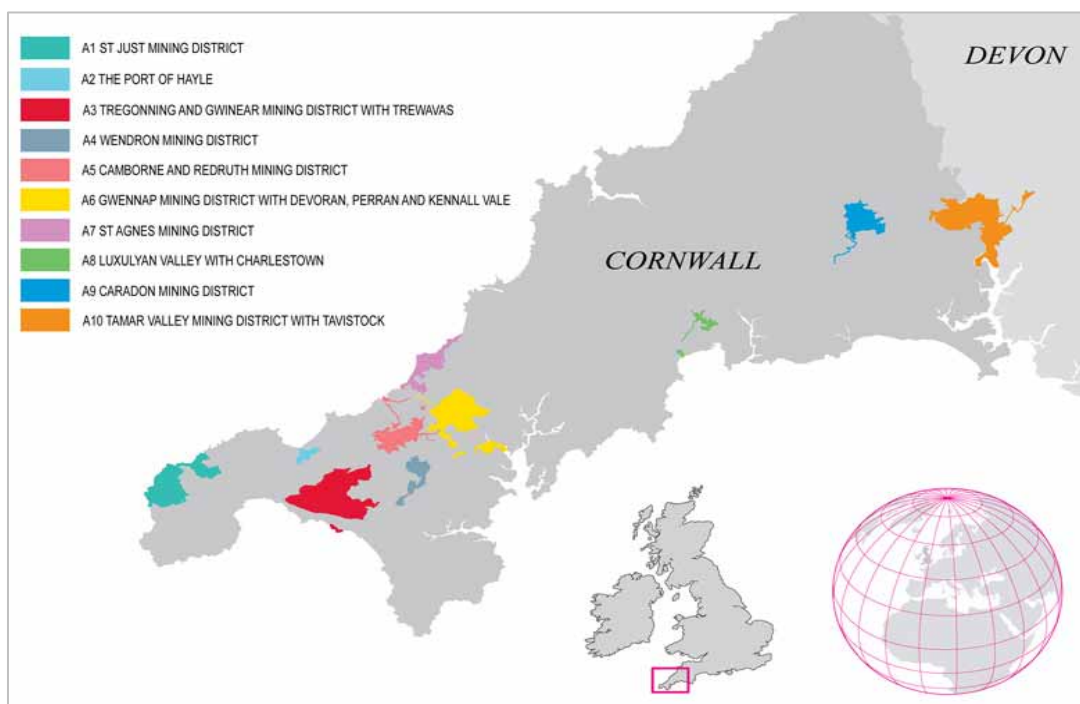 A1 ST JUST MINING DISTRICT
A2 THE PORT OF HAYLE
A3 TREGONNING AND GWINEAR MINING DISTRICT WITH TREWAVAS
A4 WENDRON MINING DISTRICT
A5 CAMBORNE AND REDRUTH MINING DISTRICT
A6 GWENNAP MINING DISTRICT WITH DEVORAN, PERRAN AND KENNALL VALE
A7 ST AGNES MINING DISTRICT
A8 LUXULYAN VALLEY WITH CHARLESTOWN
A9 CARADON MINING DISTRICT
A10 TAMAR VALLEY MINING DISTRICT WITH TAVISTOCK
DEVON
CORNWALL